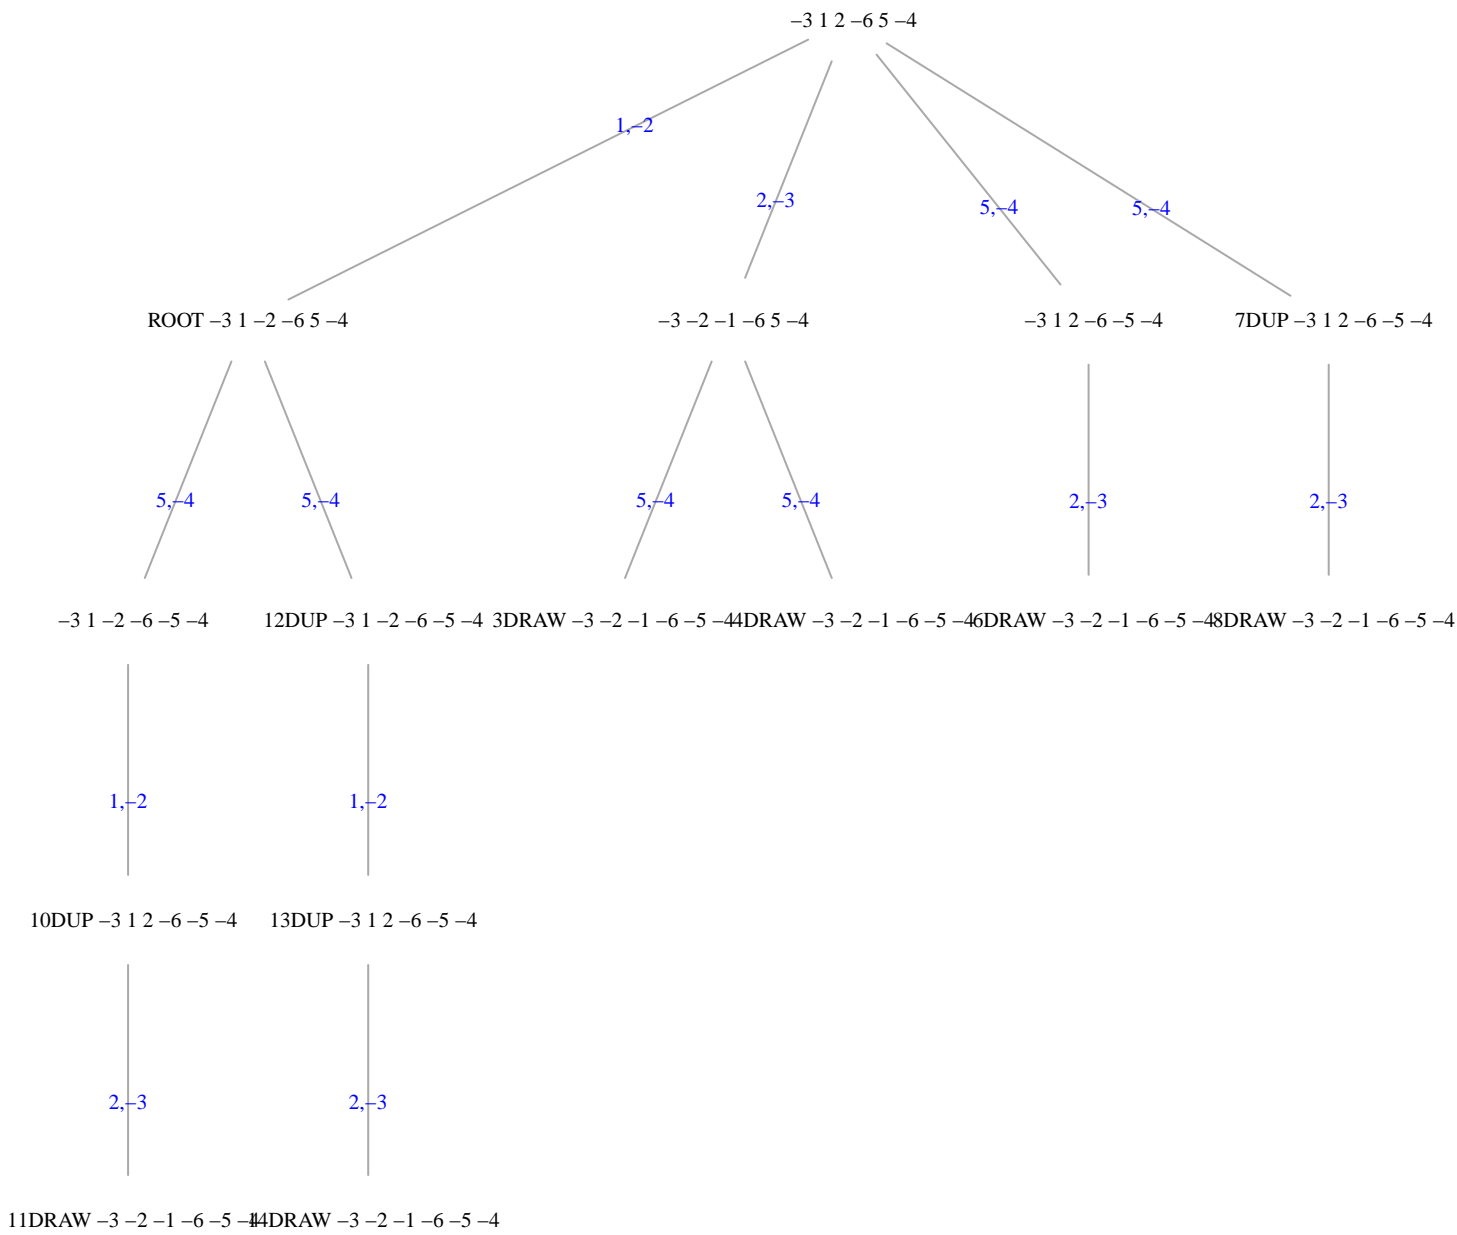 −3 1 2 −6 5 −4
1,−2
2,−3
5,−4
5,−4
ROOT −3 1 −2 −6 5 −4
−3 −2 −1 −6 5 −4
−3 1 2 −6 −5 −4
7DUP −3 1 2 −6 −5 −4
5,−4
5,−4
5,−4
5,−4
2,−3
2,−3
−3 1 −2 −6 −5 −4
12DUP −3 1 −2 −6 −5 −4
3DRAW −3 −2 −1 −6 −5 −4
4DRAW −3 −2 −1 −6 −5 −4
6DRAW −3 −2 −1 −6 −5 −4
8DRAW −3 −2 −1 −6 −5 −4
1,−2
1,−2
10DUP −3 1 2 −6 −5 −4
13DUP −3 1 2 −6 −5 −4
2,−3
2,−3
11DRAW −3 −2 −1 −6 −5 −4
14DRAW −3 −2 −1 −6 −5 −4